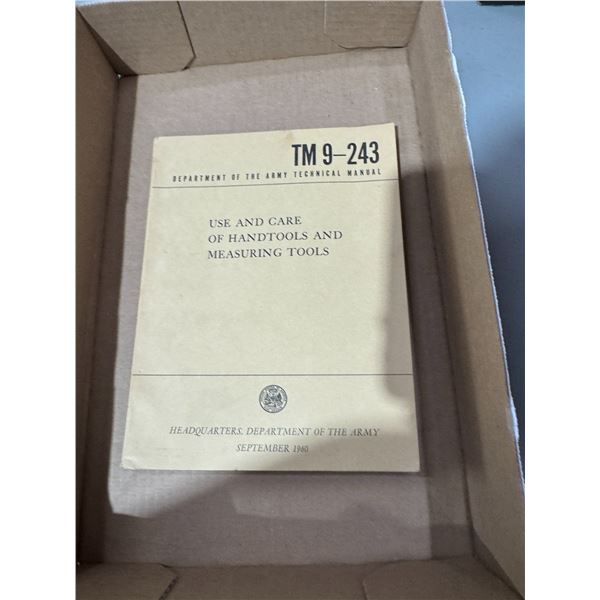 TM 9-243
DEPARTMENT OF THE ARMY TECHNICAL MANUAL
USE AND CARE
OF HANDTOOLS AND
MEASURING TOOLS
HEADQUARTERS, DEPARTMENT OF THE ARMY
SEPTEMBER 1960